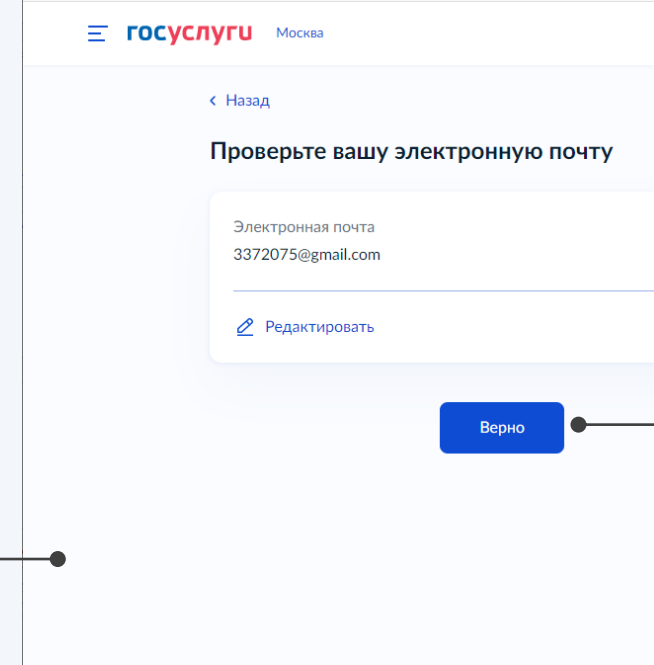 госуслуги Москва
Назад
Проверьте вашу электронную почту
Электронная почта
3372075@gmail.com
Редактировать
Верно